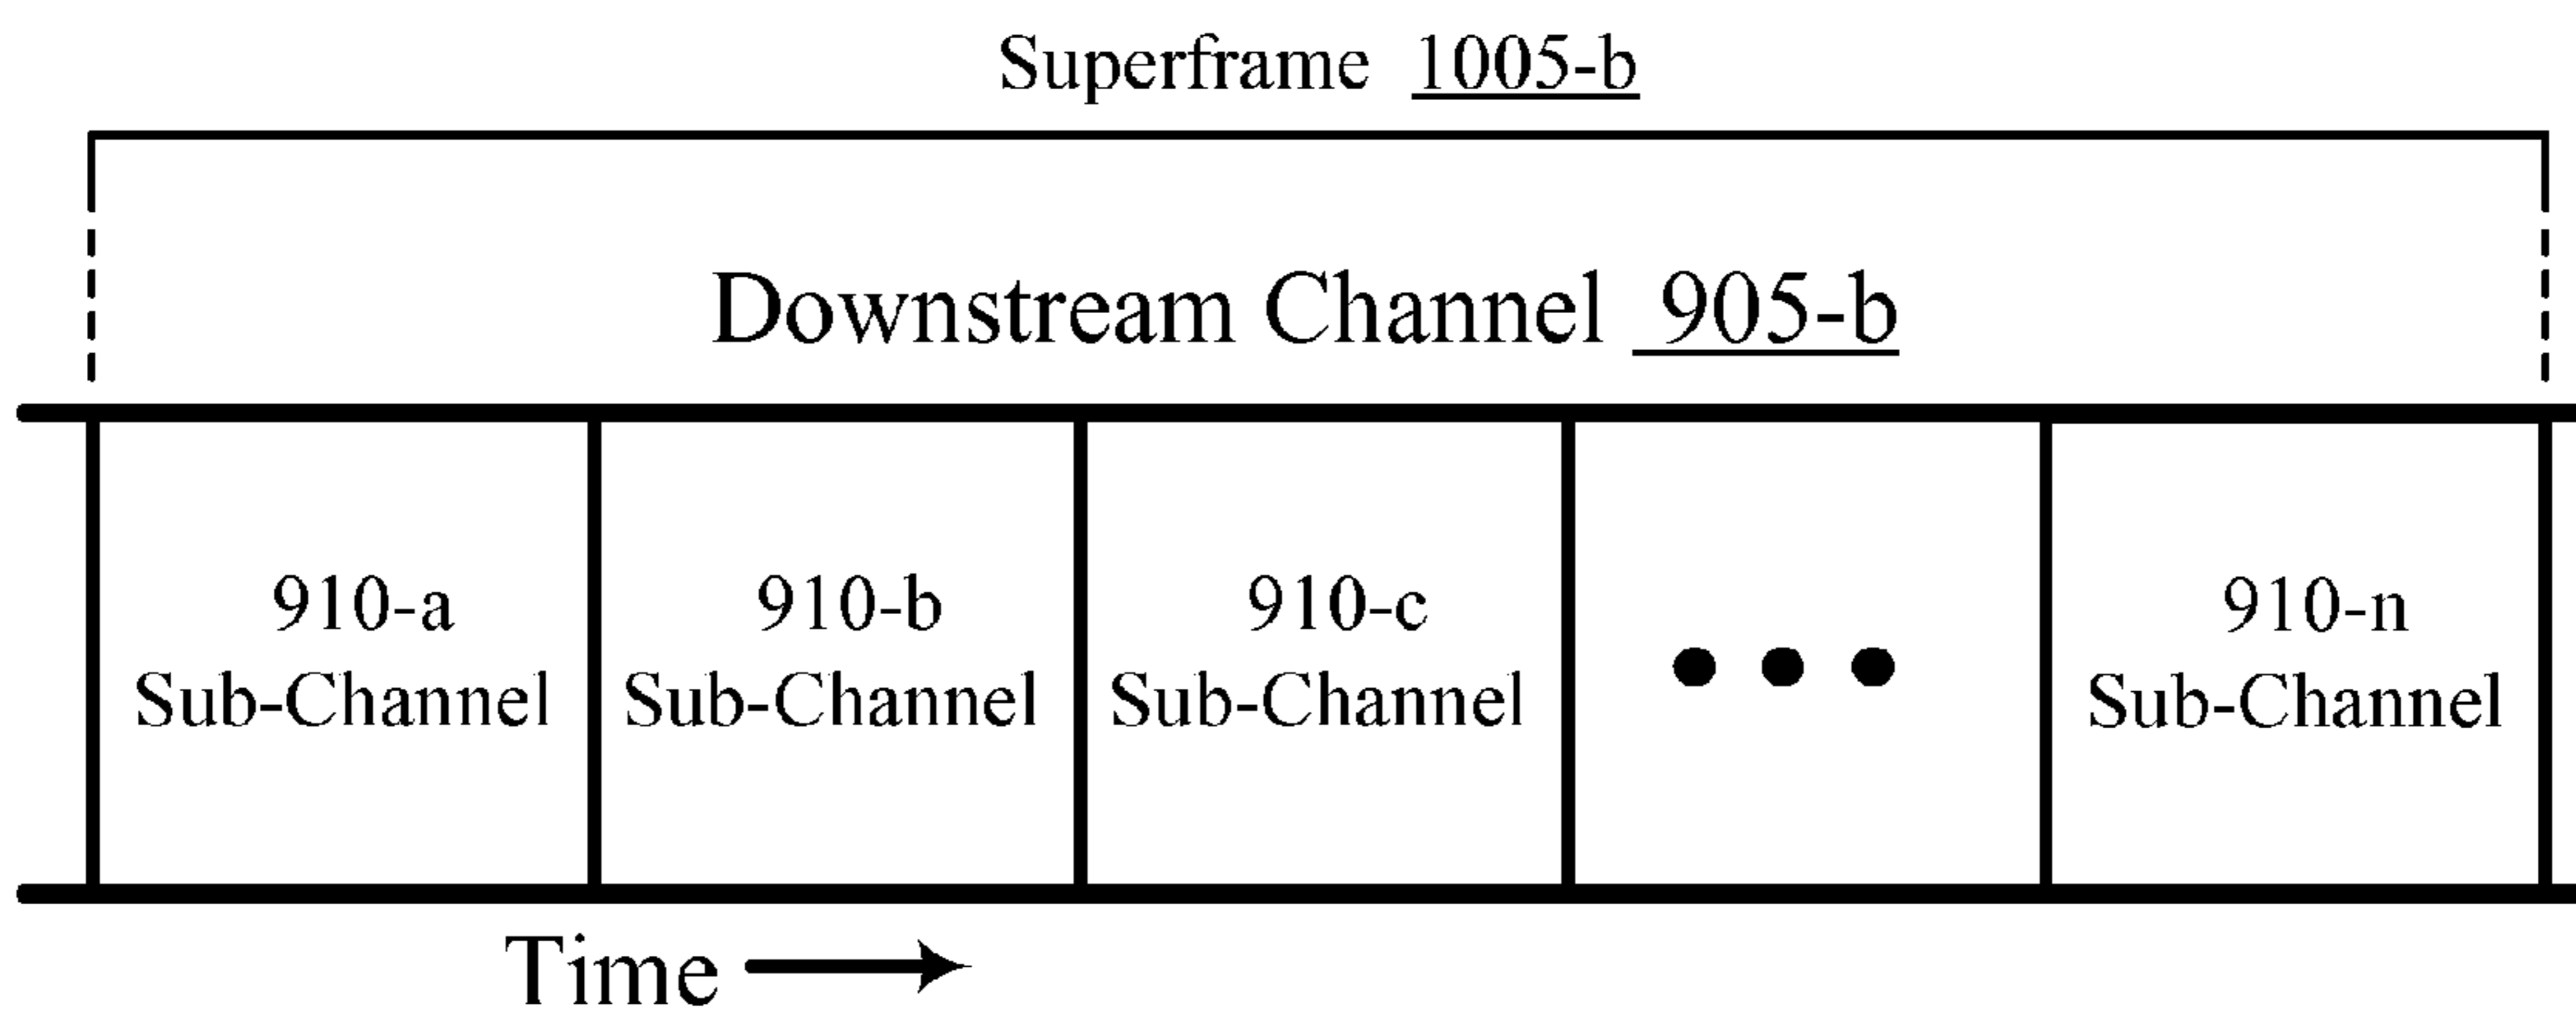 Superframe 1005-b
Downstream Channel 905-b
910-a
Sub-Channel
910-b
Sub-Channel
910-c
Sub-Channel
910-n
Sub-Channel
Time